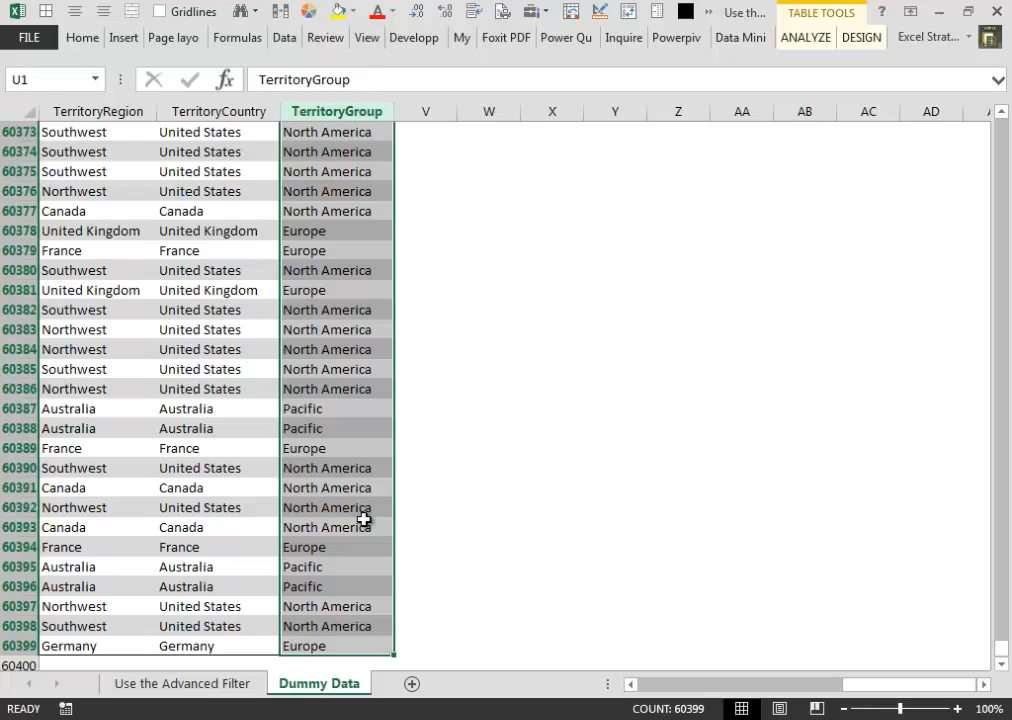 Gridlines Use th... TABLE TOOLS ?
FILE Home Insert Page layo Formulas Data Review View Developp My Foxit PDF Power Qu Inquire Powerpiv Data Mini ANALYZE DESIGN Excel Strat...
U1 fx TerritoryGroup
TerritoryRegion TerritoryCountry TerritoryGroup V W X Y Z AA AB AC AD
60373 Southwest United States North America
60374 Southwest United States North America
60375 Southwest United States North America
60376 Northwest United States North America
60377 Canada Canada North America
60378 United Kingdom United Kingdom Europe
60379 France France Europe
60380 Southwest United States North America
60381 United Kingdom United Kingdom Europe
60382 Southwest United States North America
60383 Northwest United States North America
60384 Northwest United States North America
60385 Southwest United States North America
60386 Northwest United States North America
60387 Australia Australia Pacific
60388 Australia Australia Pacific
60389 France France Europe
60390 Southwest United States North America
60391 Canada Canada North America
60392 Northwest United States North America
60393 Canada Canada North America
60394 France France Europe
60395 Australia Australia Pacific
60396 Australia Australia Pacific
60397 Northwest United States North America
60398 Southwest United States North America
60399 Germany Germany Europe
60400
Use the Advanced Filter Dummy Data
READY COUNT: 60399 100%